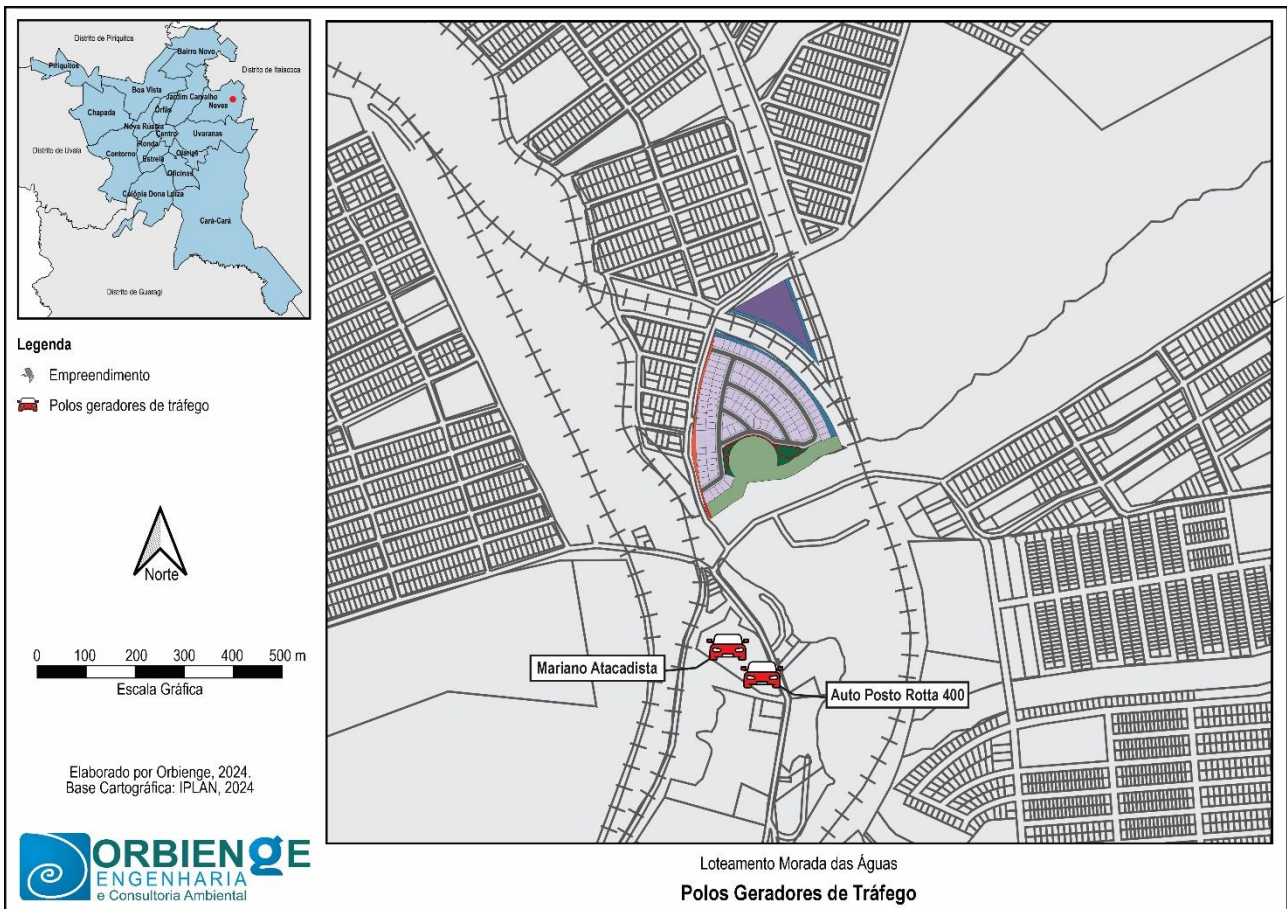 Distrito de Piriquitos
Bairro Novo
Distrito de Itaiacoca
Piriquitos
Boa Vista
Jardim Carvalho
Neves
Chapada
Órfãs
Nova Rússia
Centro
Uvaranas
Ronda
Distrito de Uvaia
Contorno
Olarias
Estrela
Oficinas
Colônia Dona Luiza
Cará-Cará
Distrito de Guaragi
Legenda
Empreendimento
Polos geradores de tráfego
Norte
0 100 200 300 400 500 m
Escala Gráfica
Elaborado por Orbienge, 2024.
Base Cartográfica: IPLAN, 2024
ORBIENGE
ENGENHARIA
e Consultoria Ambiental
Mariano Atacadista
Auto Posto Rotta 400
Loteamento Morada das Águas
Polos Geradores de Tráfego